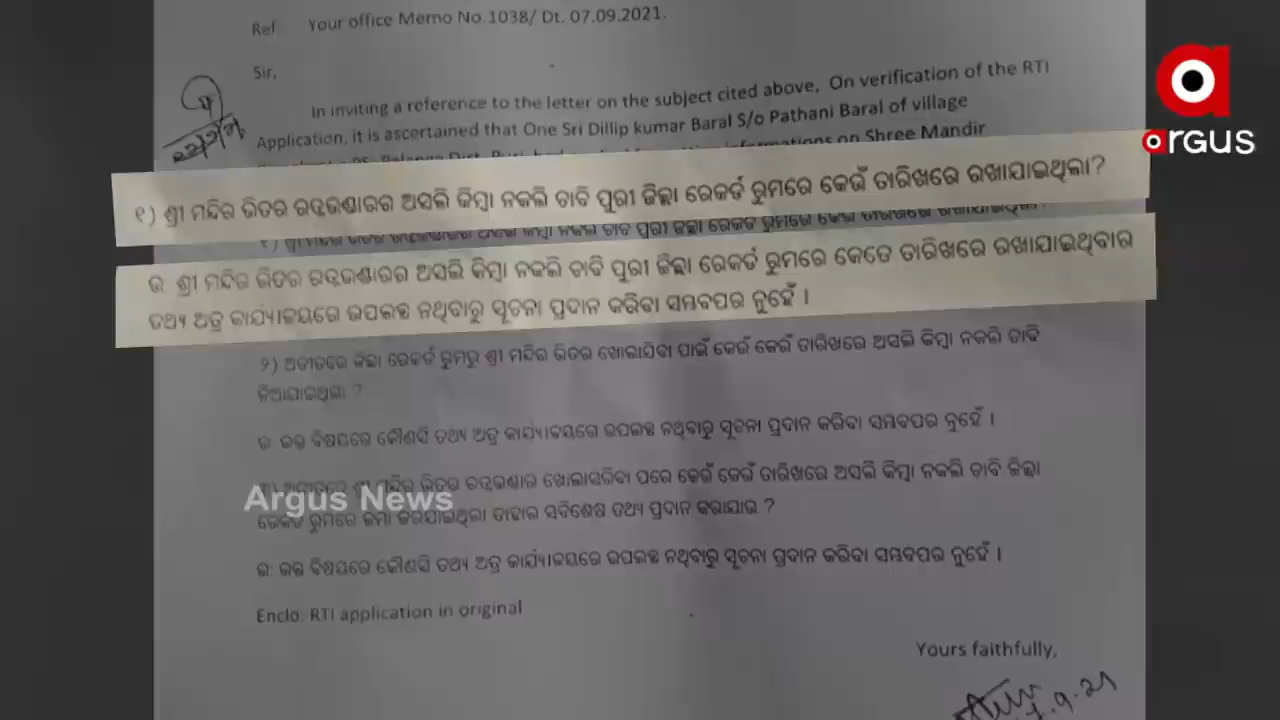 Ref: Your office Memo No.1038/ Dt. 07.09.2021.
Sir,
In inviting a reference to the letter on the subject cited above, On verification of the RTI
Application, it is ascertained that One Sri Dillip kumar Baral S/o Pathani Baral of village
informations on Shree Mandir
୧) ଶ୍ରୀ ମନ୍ଦିର ଭିତର ରତ୍ନଭଣ୍ଡାରର ଅସଲି କିମ୍ବା ନକଲି ଚାବି ପୁରୀ ଜିଲ୍ଲା ରେକର୍ଡ ରୁମରେ କେଉଁ ତାରିଖରେ ରଖାଯାଇଥିଲା?
ଉ ଶ୍ରୀ ମନ୍ଦିର ଭିତର ରତ୍ନଭଣ୍ଡାରର ଅସଲି କିମ୍ବା ନକଲି ଚାବି ପୁରୀ ଜିଲ୍ଲା ରେକର୍ଡ ରୁମରେ କେତେ ତାରିଖରେ ରଖାଯାଇଥିବାର
ତଥ୍ୟ ଅତ୍ର କାର୍ଯ୍ୟାଳୟରେ ଉପଲବ୍ଧ ନଥିବାରୁ ସୂଚନା ପ୍ରଦାନ କରିବା ସମ୍ଭବପର ନୁହେଁ ।
୨) ଅତୀତରେ ଜିଲ୍ଲା ରେକର୍ଡ ରୁମରୁ ଶ୍ରୀ ମନ୍ଦିର ଭିତର ଖୋଲାଯିବା ପାଇଁ କେଉଁ କେଉଁ ତାରିଖରେ ଅସଲି କିମ୍ବା ନକଲି ଚାବି
ନିଆଯାଇଥିଲା ?
ଉ ଉକ୍ତ ବିଷୟରେ କୌଣସି ତଥ୍ୟ ଅତ୍ର କାର୍ଯ୍ୟାଳୟରେ ଉପଲବ୍ଧ ନଥିବାରୁ ସୂଚନା ପ୍ରଦାନ କରିବା ସମ୍ଭବପର ନୁହେଁ ।
ଅତୀତରେ ଶ୍ରୀ ମନ୍ଦିର ଭିତର ରତ୍ନଭଣ୍ଡାର ଖୋଲାସରିବା ପରେ କେଉଁ କେଉଁ ତାରିଖରେ ଅସଲି କିମ୍ବା ନକଲି ଚାବି ଜିଲ୍ଲା
ରେକର୍ଡ ରୁମରେ ଜମା କରାଯାଇଥିଲା ତାହାର ସବିଶେଷ ତଥ୍ୟ ପ୍ରଦାନ କରାଯାଉ ?
ଉ: ଉକ୍ତ ବିଷୟରେ କୌଣସି ତଥ୍ୟ ଅତ୍ର କାର୍ଯ୍ୟାଳୟରେ ଉପଲବ୍ଧ ନଥିବାରୁ ସୂଚନା ପ୍ରଦାନ କରିବା ସମ୍ଭବପର ନୁହେଁ ।
Enclo: RTI application in original
Yours faithfully,
argus
Argus News